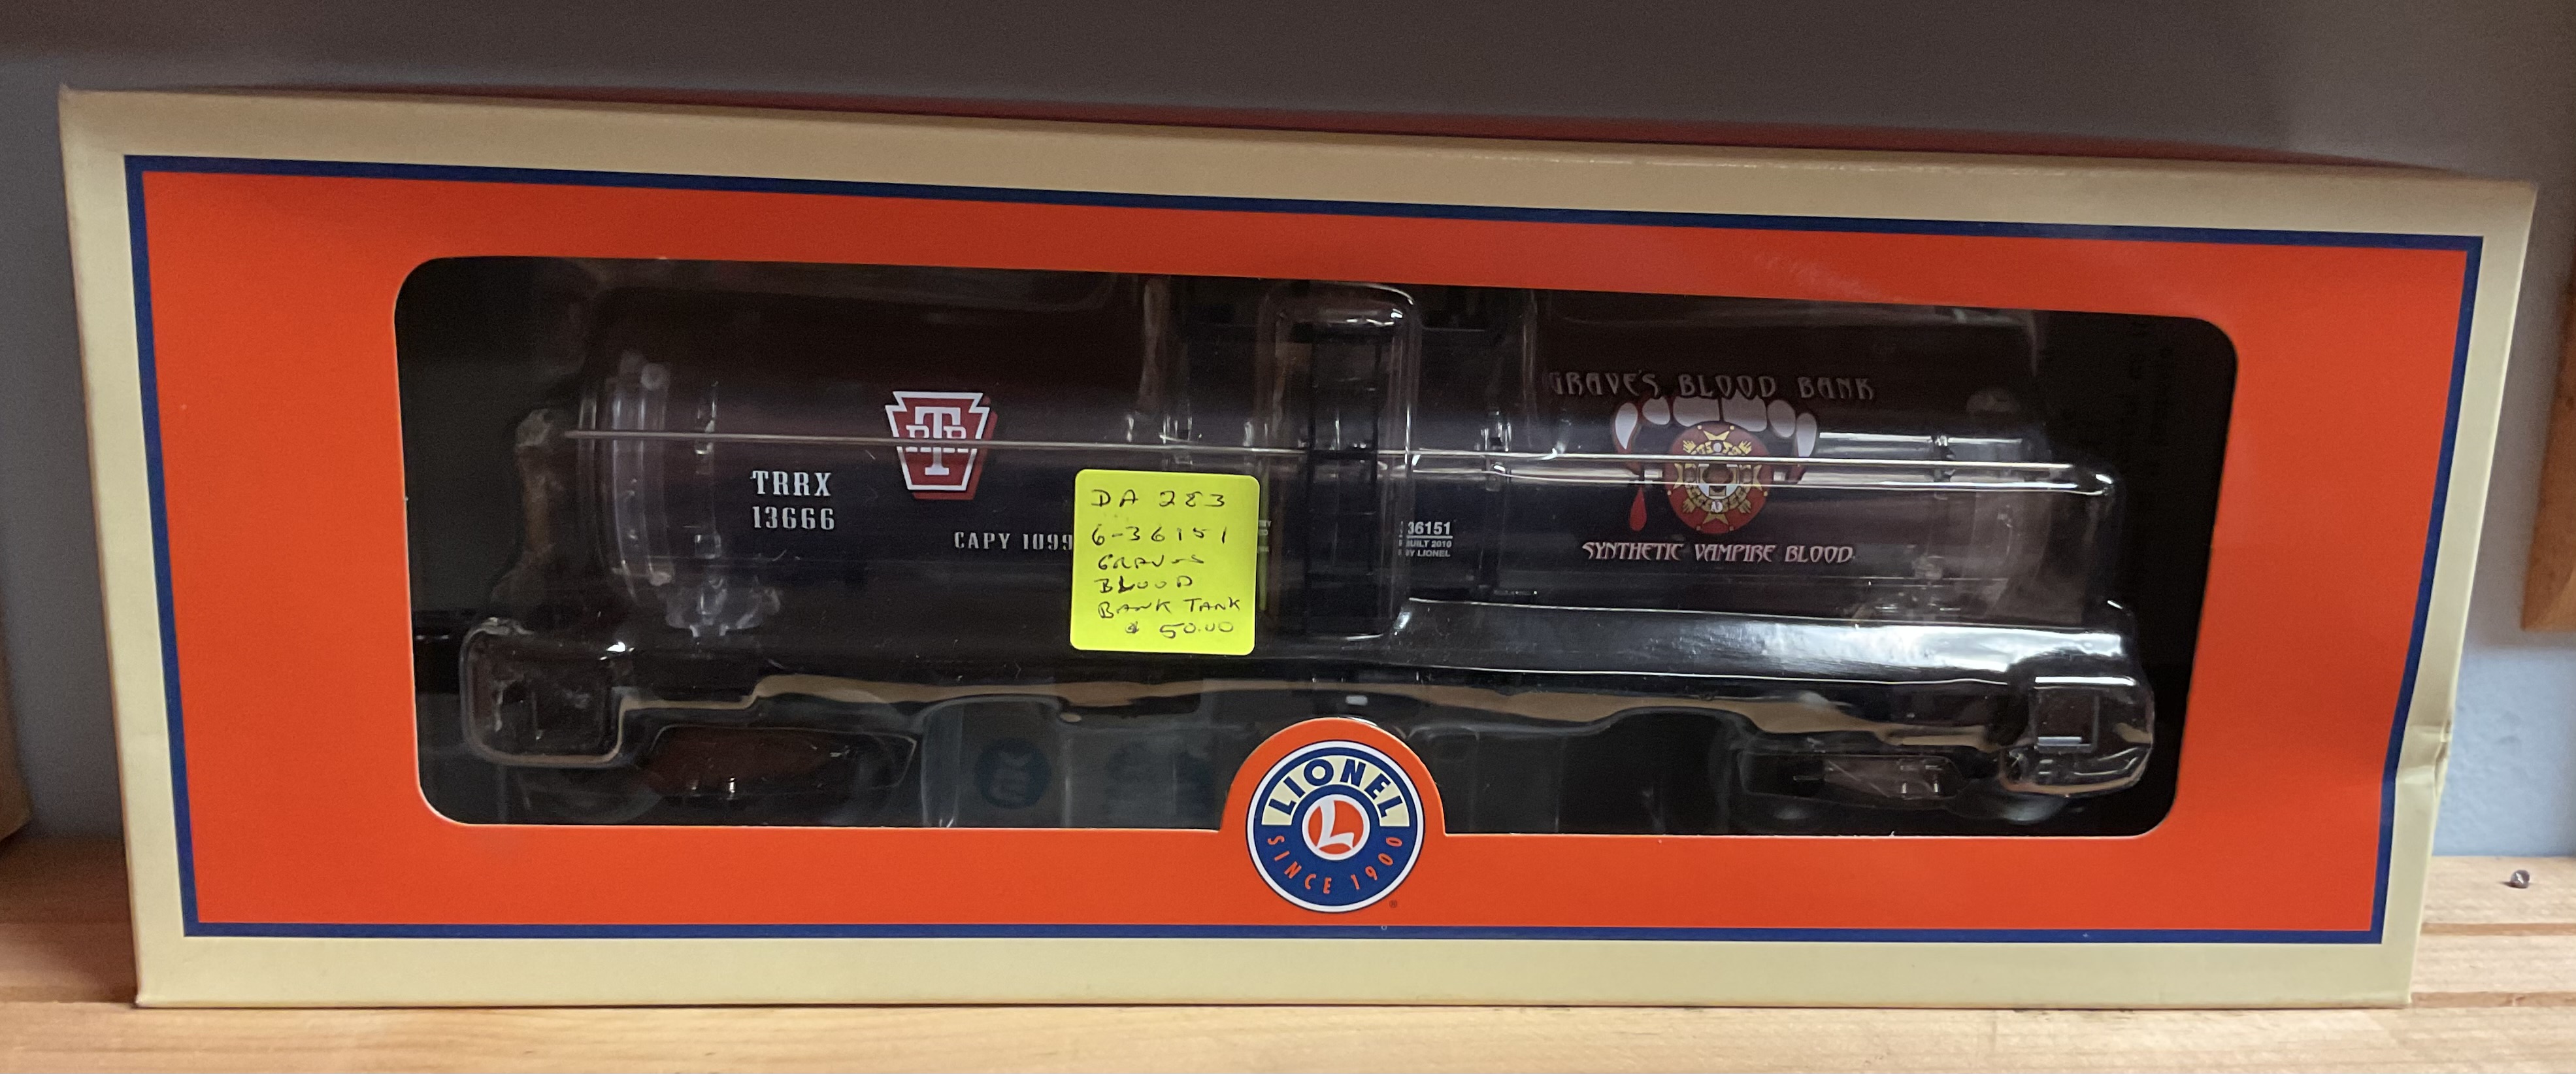 TRR
TRRX
13666
CAPY 1099
DA 283
6-36151
GRAVES
BLOOD
BANK TANK
$ 50.00
36151
BUILT 2010
BY LIONEL
GRAVE'S BLOOD BANK
SYNTHETIC VAMPIRE BLOOD
LIONEL
L
SINCE 1900
®